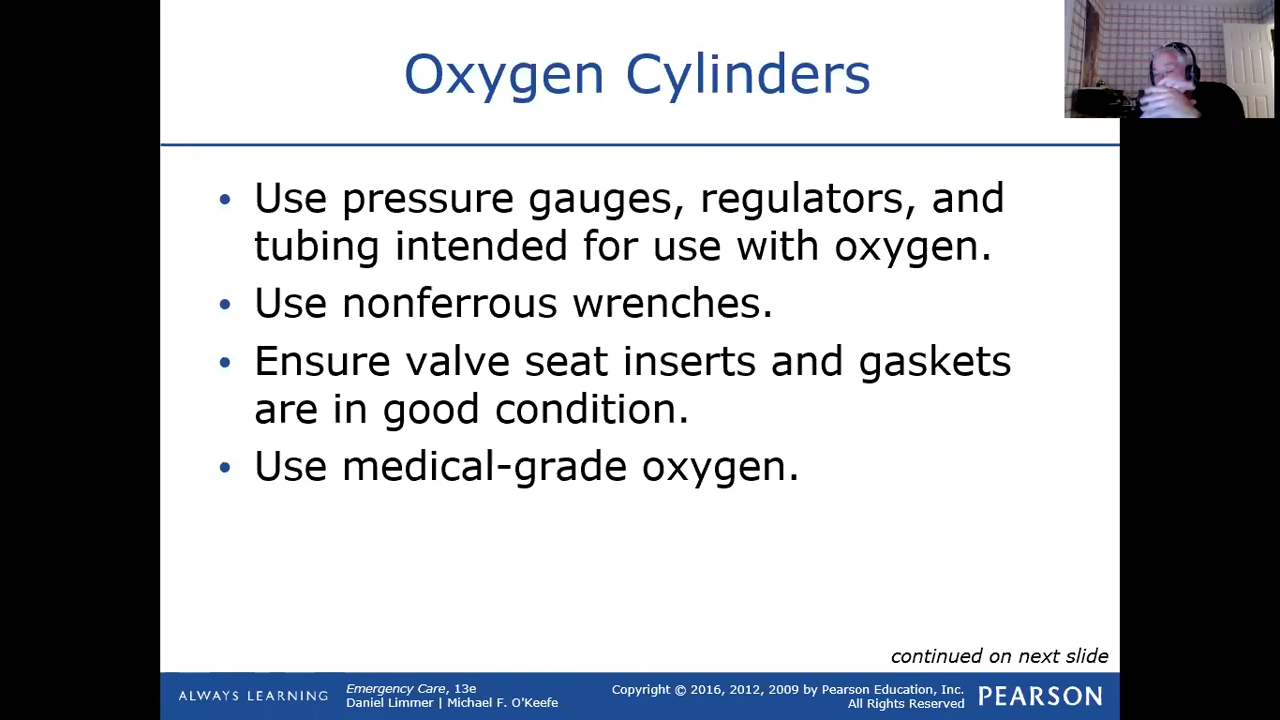 Oxygen Cylinders
• Use pressure gauges, regulators, and
tubing intended for use with oxygen.
• Use nonferrous wrenches.
• Ensure valve seat inserts and gaskets
are in good condition.
• Use medical-grade oxygen.
continued on next slide
ALWAYS LEARNING
Emergency Care, 13e
Daniel Limmer | Michael F. O'Keefe
Copyright © 2016, 2012, 2009 by Pearson Education, Inc.
All Rights Reserved
PEARSON